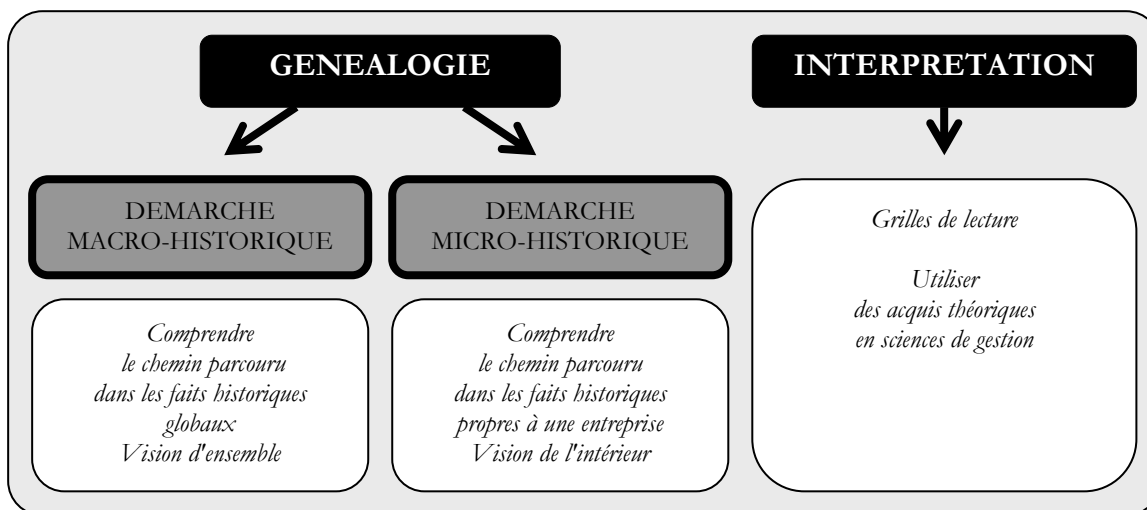 GENEALOGIE
INTERPRETATION
DEMARCHE
MACRO-HISTORIQUE
DEMARCHE
MICRO-HISTORIQUE
Comprendre
le chemin parcouru
dans les faits historiques
globaux
Vision d'ensemble
Comprendre
le chemin parcouru
dans les faits historiques
propres à une entreprise
Vision de l'intérieur
Grilles de lecture
Utiliser
des acquis théoriques
en sciences de gestion